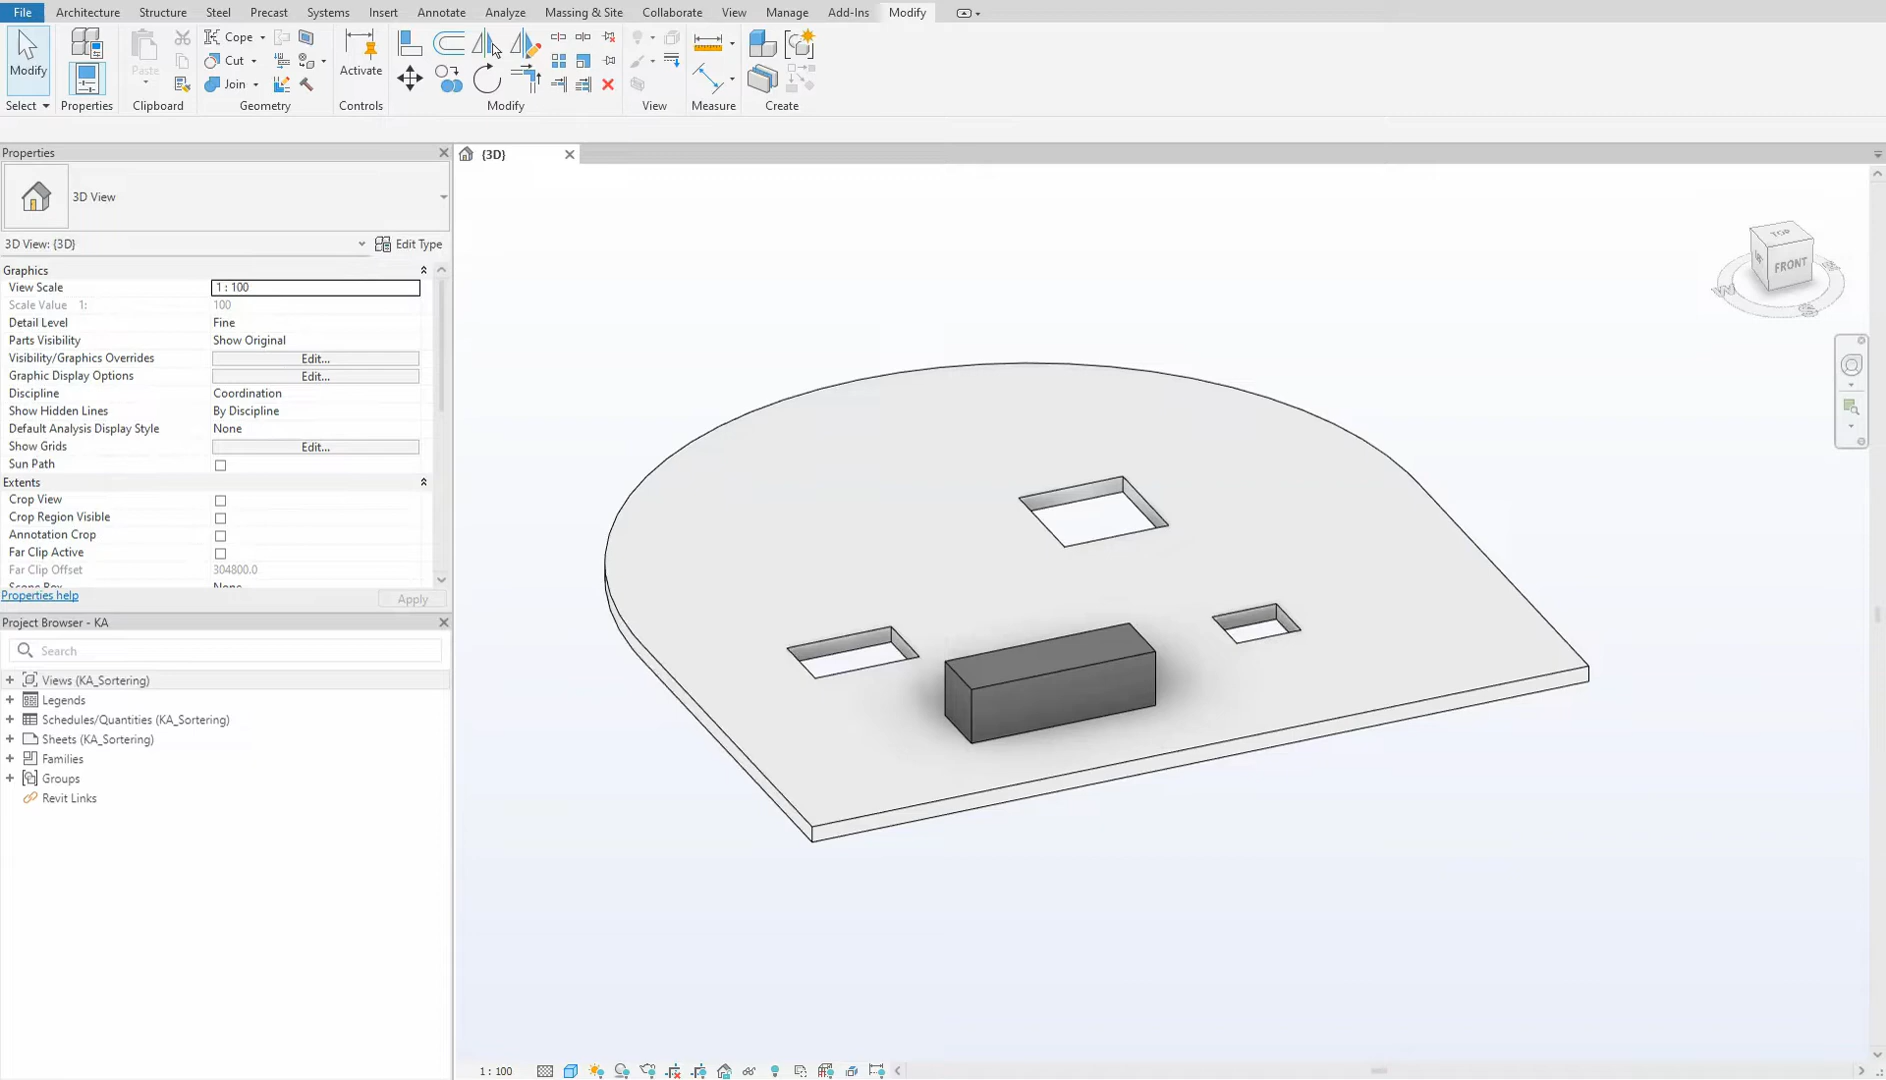 File Architecture Structure Steel Precast Systems Insert Annotate Analyze Massing & Site Collaborate View Manage Add-Ins Modify
Modify
Select
Properties
Paste
Clipboard
Cope
Cut
Join
Geometry
Activate
Controls
Modify
View
Measure
Create
Properties
3D View
3D View: {3D}
Edit Type
Graphics
View Scale 1 : 100
Scale Value 1: 100
Detail Level Fine
Parts Visibility Show Original
Visibility/Graphics Overrides Edit...
Graphic Display Options Edit...
Discipline Coordination
Show Hidden Lines By Discipline
Default Analysis Display Style None
Show Grids Edit...
Sun Path
Extents
Crop View
Crop Region Visible
Annotation Crop
Far Clip Active
Far Clip Offset 304800.0
Scope Box None
Properties help
Apply
Project Browser - KA
Search
Views (KA_Sortering)
Legends
Schedules/Quantities (KA_Sortering)
Sheets (KA_Sortering)
Families
Groups
Revit Links
{3D}
TOP
FRONT
S
1 : 100